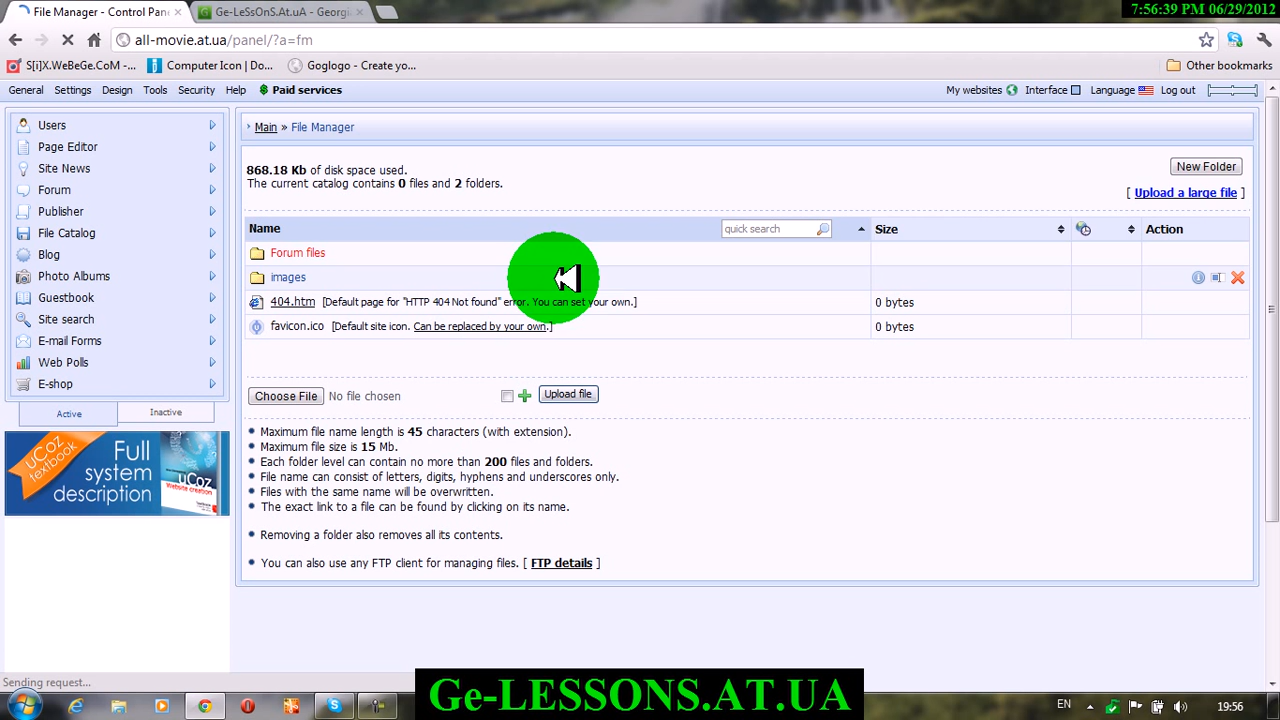 7:56:39 PM 06/29/2012
File Manager - Control Pane
Ge-LeSSOnS.At.uA - Georgi
all-movie.at.ua/panel/?a=fm
S[i]X.WeBeGe.CoM -...
Computer Icon | Do...
Goglogo - Create yo...
Other bookmarks
General Settings Design Tools Security Help $ Paid services
My websites Interface Language Log out
Users
Page Editor
Site News
Forum
Publisher
File Catalog
Blog
Photo Albums
Guestbook
Site search
E-mail Forms
Web Polls
E-shop
Active Inactive
uCoz textbook
Full system description
uCoz
Website creation
Main » File Manager
868.18 Kb of disk space used.
The current catalog contains 0 files and 2 folders.
New Folder
[ Upload a large file ]
Name quick search Size Action
Forum files
images
404.htm [Default page for "HTTP 404 Not found" error. You can set your own.] 0 bytes
favicon.ico [Default site icon. Can be replaced by your own.] 0 bytes
Choose File No file chosen Upload file
Maximum file name length is 45 characters (with extension).
Maximum file size is 15 Mb.
Each folder level can contain no more than 200 files and folders.
File name can consist of letters, digits, hyphens and underscores only.
Files with the same name will be overwritten.
The exact link to a file can be found by clicking on its name.
Removing a folder also removes all its contents.
You can also use any FTP client for managing files. [ FTP details ]
Sending request...
Ge-LESSONS.AT.UA
EN
19:56